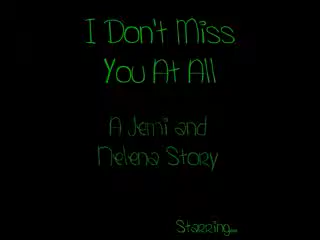 I Don't Miss
You At All
A Jemi and
Nelena Story
Starring...